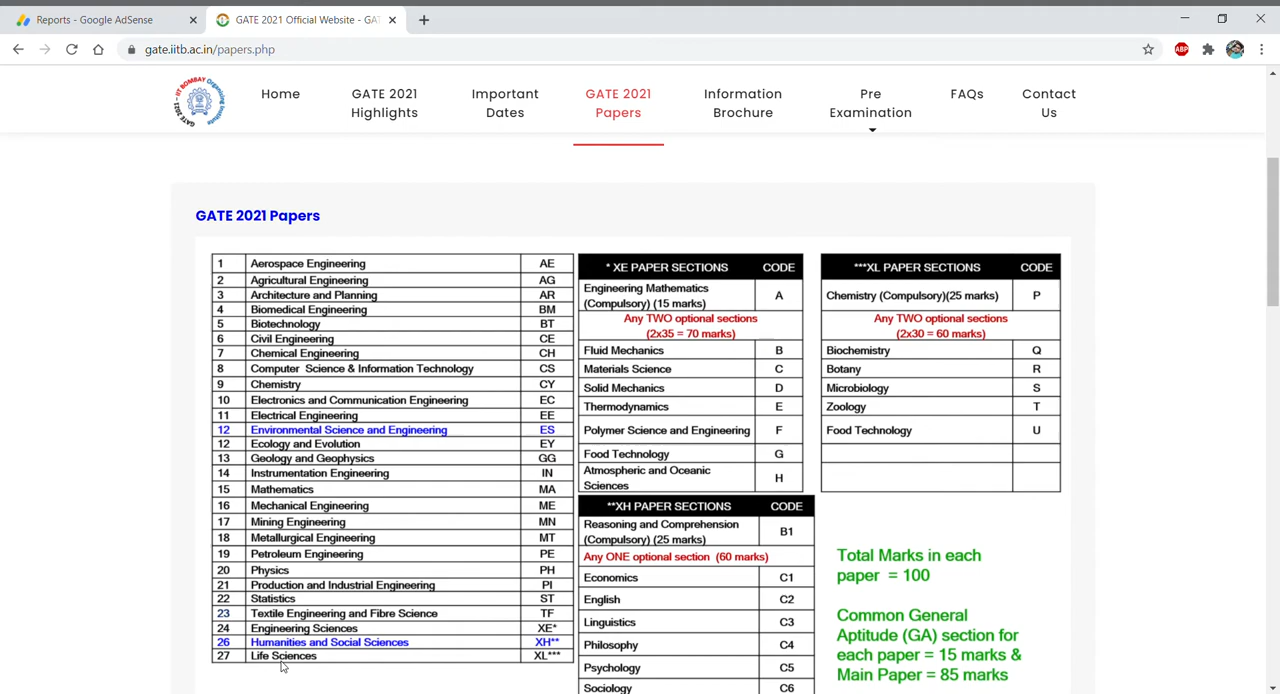 Reports - Google AdSense
GATE 2021 Official Website - GAT
gate.iitb.ac.in/papers.php
ABP
GATE 2021 - IIT BOMBAY Organizing Institute
Home
GATE 2021
Highlights
Important
Dates
GATE 2021
Papers
Information
Brochure
Pre
Examination
FAQs
Contact
Us
GATE 2021 Papers
1 Aerospace Engineering AE
2 Agricultural Engineering AG
3 Architecture and Planning AR
4 Biomedical Engineering BM
5 Biotechnology BT
6 Civil Engineering CE
7 Chemical Engineering CH
8 Computer Science & Information Technology CS
9 Chemistry CY
10 Electronics and Communication Engineering EC
11 Electrical Engineering EE
12 Environmental Science and Engineering ES
12 Ecology and Evolution EY
13 Geology and Geophysics GG
14 Instrumentation Engineering IN
15 Mathematics MA
16 Mechanical Engineering ME
17 Mining Engineering MN
18 Metallurgical Engineering MT
19 Petroleum Engineering PE
20 Physics PH
21 Production and Industrial Engineering PI
22 Statistics ST
23 Textile Engineering and Fibre Science TF
24 Engineering Sciences XE*
26 Humanities and Social Sciences XH**
27 Life Sciences XL***
* XE PAPER SECTIONS CODE
Engineering Mathematics
(Compulsory) (15 marks) A
Any TWO optional sections
(2x35 = 70 marks)
Fluid Mechanics B
Materials Science C
Solid Mechanics D
Thermodynamics E
Polymer Science and Engineering F
Food Technology G
Atmospheric and Oceanic
Sciences H
**XH PAPER SECTIONS CODE
Reasoning and Comprehension
(Compulsory) (25 marks) B1
Any ONE optional section (60 marks)
Economics C1
English C2
Linguistics C3
Philosophy C4
Psychology C5
Sociology C6
***XL PAPER SECTIONS CODE
Chemistry (Compulsory)(25 marks) P
Any TWO optional sections
(2x30 = 60 marks)
Biochemistry Q
Botany R
Microbiology S
Zoology T
Food Technology U
Total Marks in each
paper = 100
Common General
Aptitude (GA) section for
each paper = 15 marks &
Main Paper = 85 marks